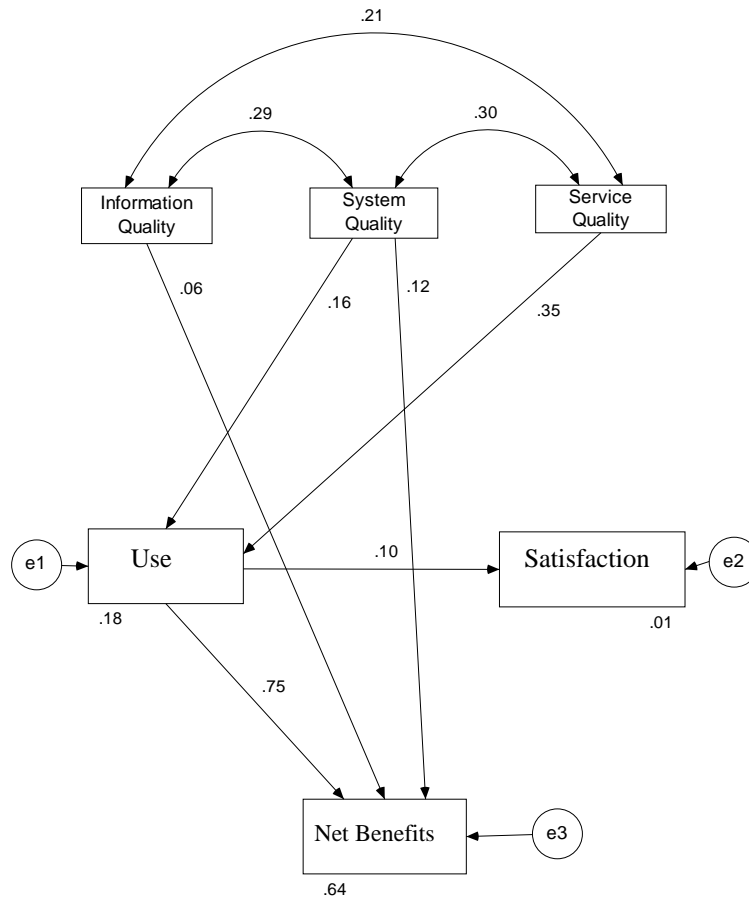 .21
.29
.30
Information
Quality
System
Quality
Service
Quality
.06
.16
.12
.35
e1
Use
.10
Satisfaction
e2
.18
.01
.75
Net Benefits
e3
.64